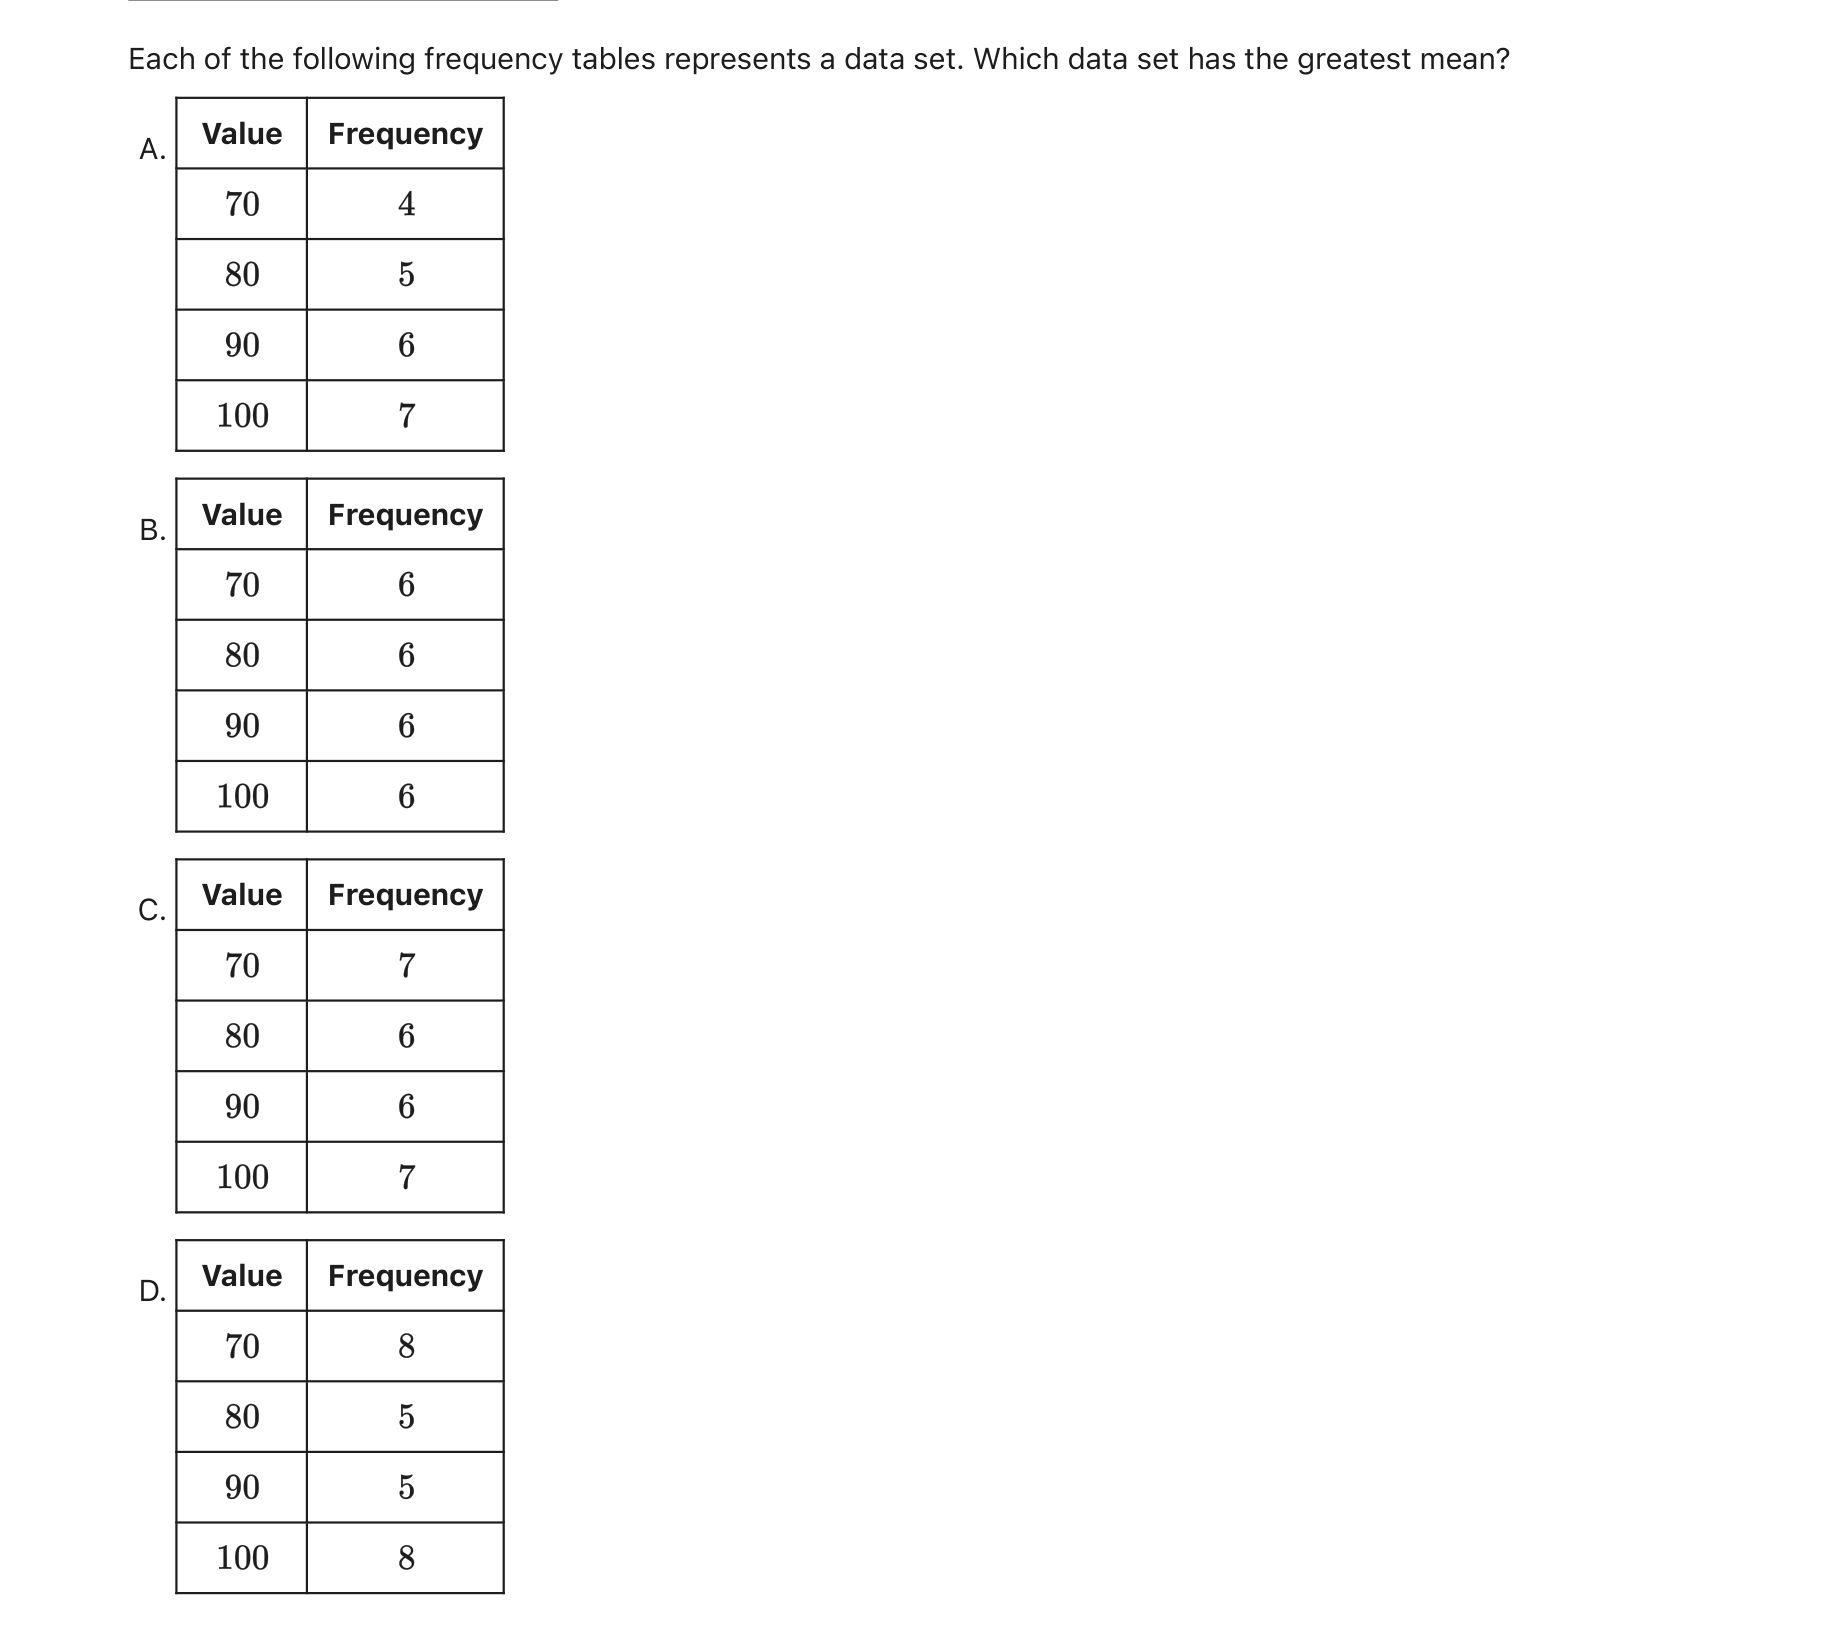 Each of the following frequency tables represents a data set. Which data set has the greatest mean?
A.
Value Frequency
70 4
80 5
90 6
100 7
B.
Value Frequency
70 6
80 6
90 6
100 6
C.
Value Frequency
70 7
80 6
90 6
100 7
D.
Value Frequency
70 8
80 5
90 5
100 8